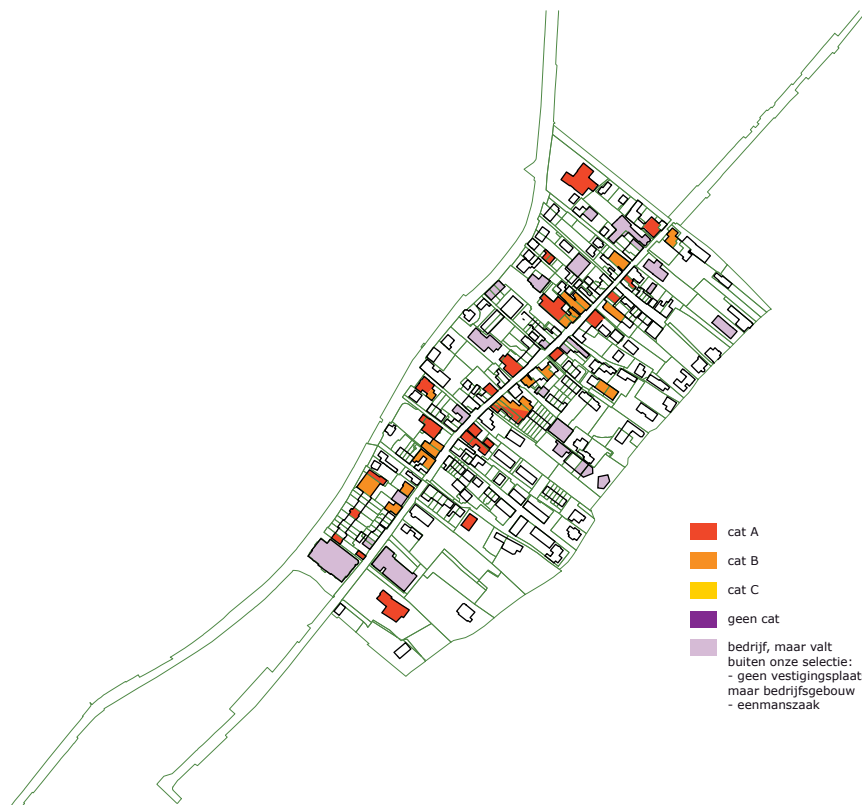 cat A
cat B
cat C
geen cat
bedrijf, maar valt
buiten onze selectie:
- geen vestigingsplaat
maar bedrijfsgebouw
- eenmanszaak